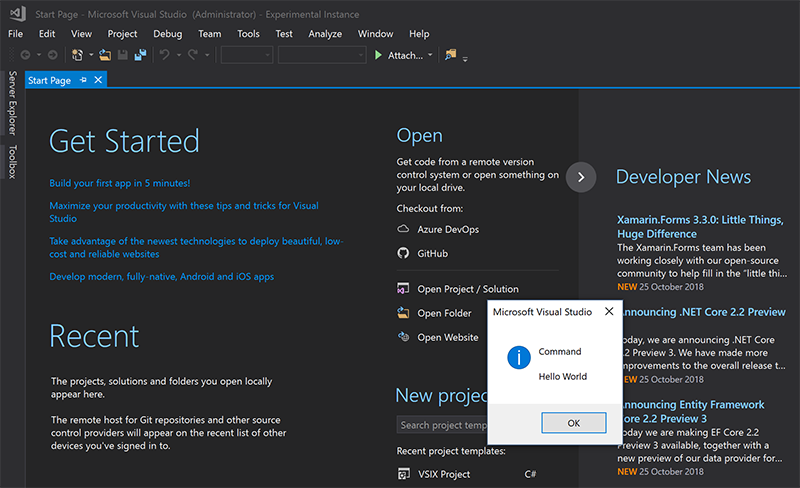 Start Page - Microsoft Visual Studio (Administrator) - Experimental Instance
File Edit View Project Debug Team Tools Test Analyze Window Help
Attach...
Server Explorer
Toolbox
Start Page
Get Started
Build your first app in 5 minutes!
Maximize your productivity with these tips and tricks for Visual
Studio
Take advantage of the newest technologies to deploy beautiful, low-
cost and reliable websites
Develop modern, fully-native, Android and iOS apps
Recent
The projects, solutions and folders you open locally
appear here.
The remote host for Git repositories and other source
control providers will appear on the recent list of other
devices you've signed in to.
Open
Get code from a remote version
control system or open something on
your local drive.
Checkout from:
Azure DevOps
GitHub
Open Project / Solution
Open Folder
Open Website
New projec
Search project temp
Recent project templates:
VSIX Project C#
Microsoft Visual Studio
Command
Hello World
OK
Developer News
Xamarin.Forms 3.3.0: Little Things,
Huge Difference
The Xamarin.Forms team has been
working closely with our open-source
community to help fill in the “little thi...
NEW 25 October 2018
nnouncing .NET Core 2.2 Preview
oday, we are announcing .NET Core
2.2 Preview 3. We have made more
mprovements to the overall release t...
EW 25 October 2018
Announcing Entity Framework
Core 2.2 Preview 3
Today we are making EF Core 2.2
Preview 3 available, together with a
new preview of our data provider for...
NEW 25 October 2018